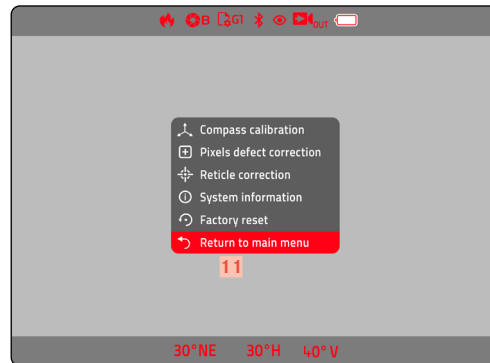 B G1 OUT
Compass calibration
Pixels defect correction
Reticle correction
System information
Factory reset
Return to main menu
11
30°NE 30°H 40°V